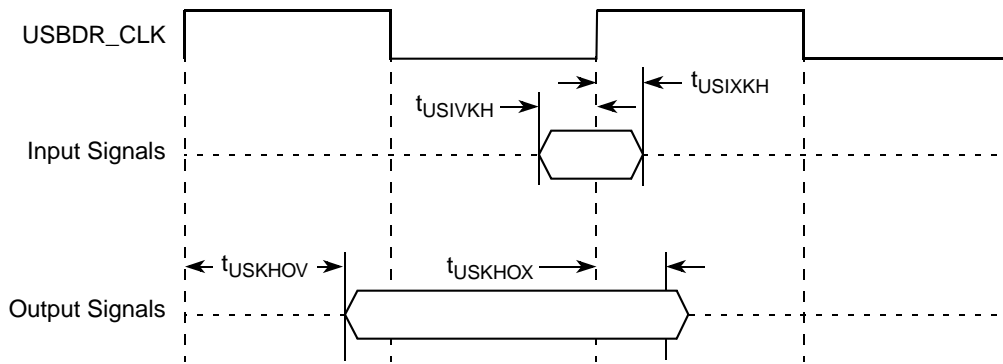 USBDR_CLK
tUSIXKH
tUSIVKH
Input Signals
tUSKHOV
tUSKHOX
Output Signals